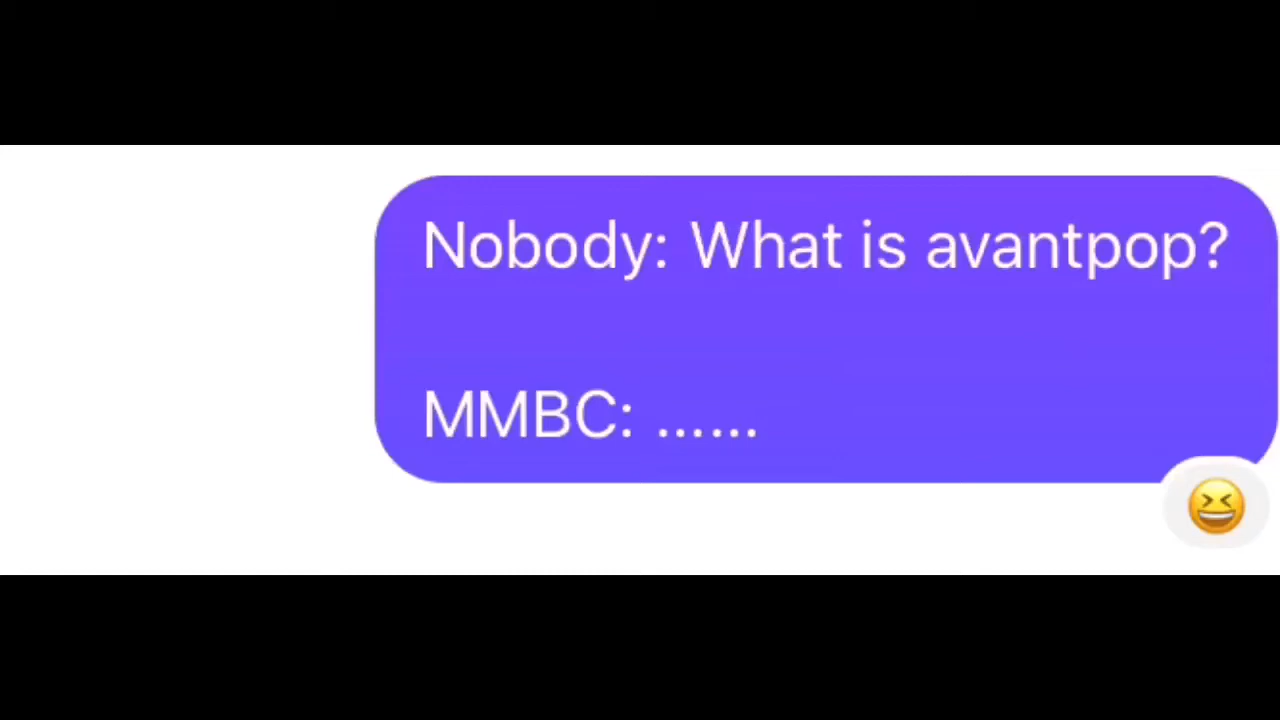 Nobody: What is avantpop?
MMBC: ......